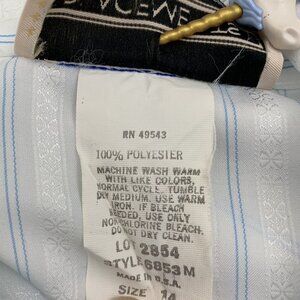 RN 49543
100% POLYESTER
MACHINE WASH WARM
WITH LIKE COLORS,
NORMAL CYCLE. TUMBLE
DRY MEDIUM. USE WARM
IRON. IF BLEACH
NEEDED, USE ONLY
NON-CHLORINE BLEACH.
DO NOT DRY CLEAN.
LOT 2854
STYLE 6853M
MADE IN U.S.A.
SIZE 14